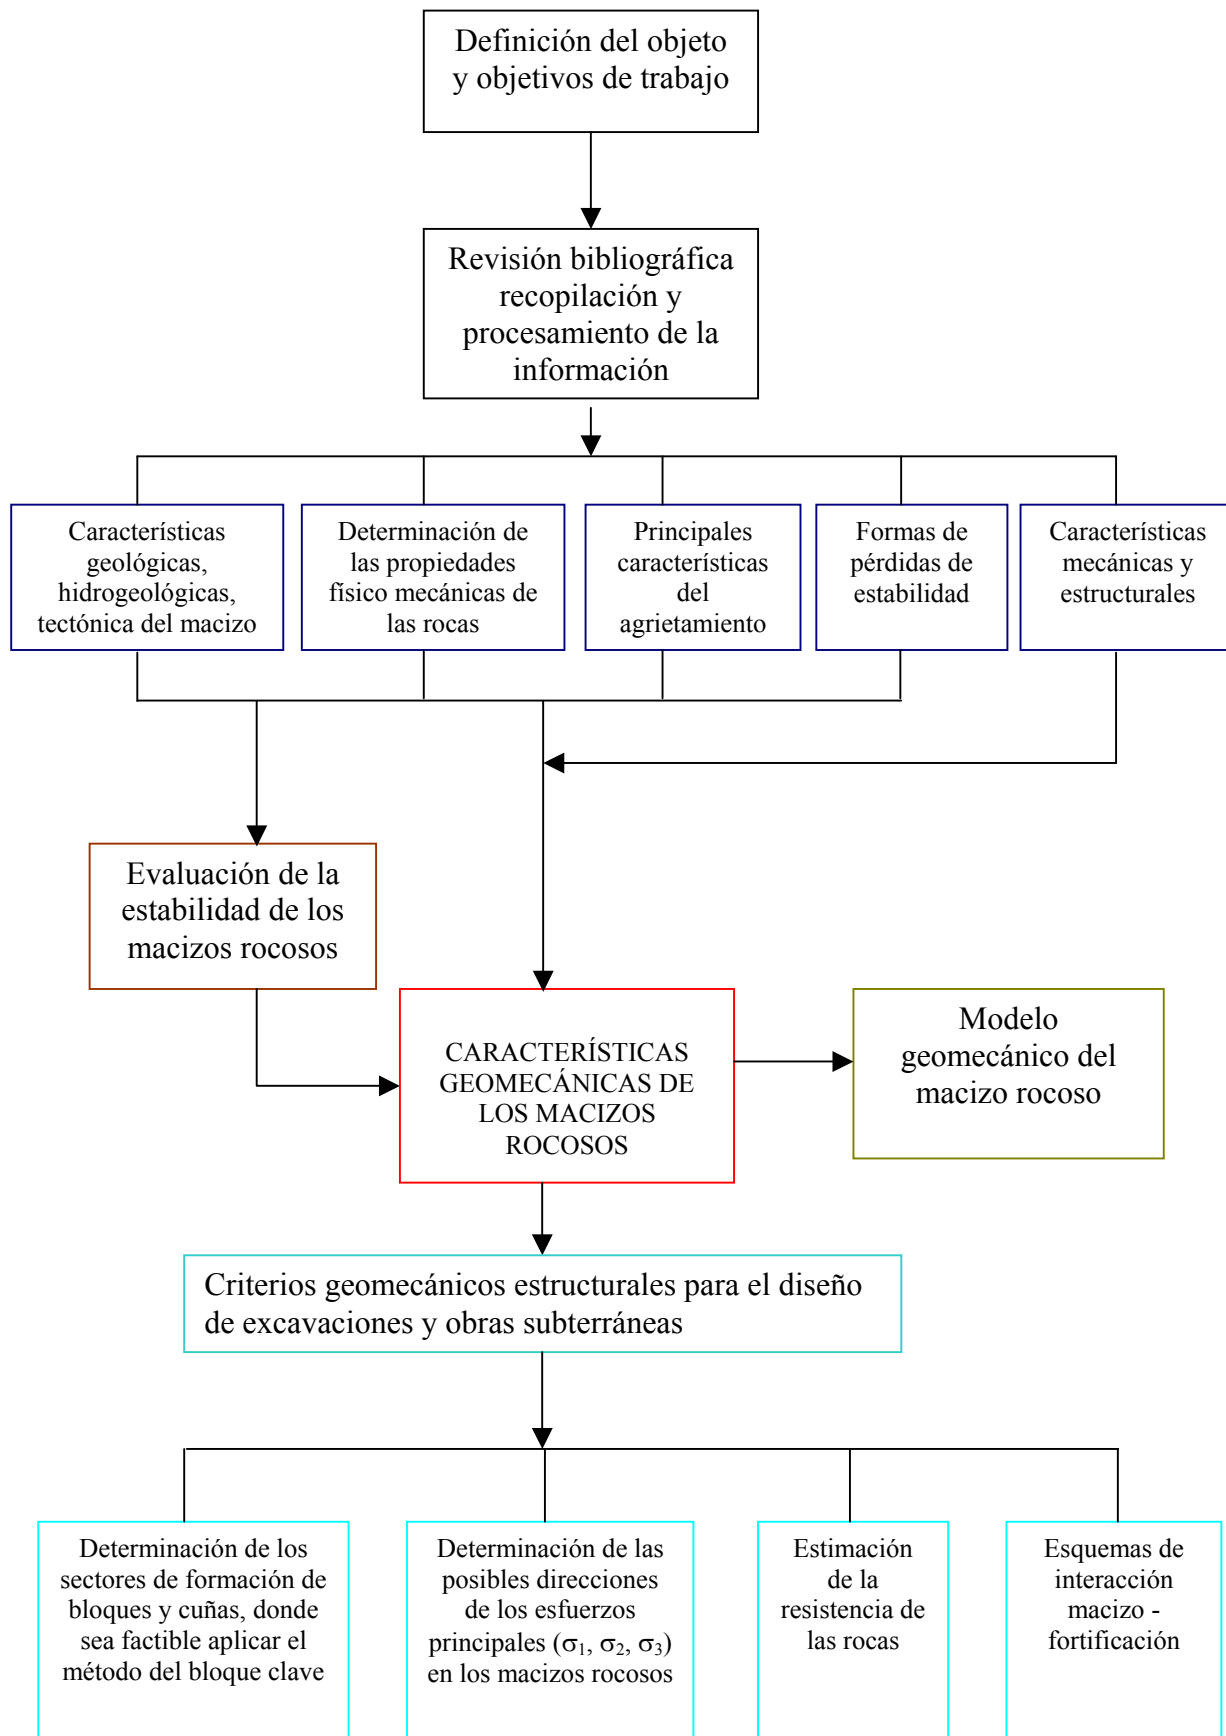 Definición del objeto
y objetivos de trabajo
Revisión bibliográfica
recopilación y
procesamiento de la
información
Características
geológicas,
hidrogeológicas,
tectónica del macizo
Determinación de
las propiedades
físico mecánicas de
las rocas
Principales
características
del
agrietamiento
Formas de
pérdidas de
estabilidad
Características
mecánicas y
estructurales
Evaluación de la
estabilidad de los
macizos rocosos
CARACTERÍSTICAS
GEOMECÁNICAS DE
LOS MACIZOS
ROCOSOS
Modelo
geomecánico del
macizo rocoso
Criterios geomecánicos estructurales para el diseño
de excavaciones y obras subterráneas
Determinación de los
sectores de formación de
bloques y cuñas, donde
sea factible aplicar el
método del bloque clave
Determinación de las
posibles direcciones
de los esfuerzos
principales (σ₁, σ₂, σ₃)
en los macizos rocosos
Estimación
de la
resistencia de
las rocas
Esquemas de
interacción
macizo -
fortificación